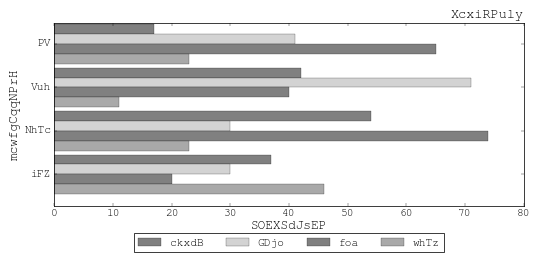 XcxiRPuly
mcwfgCqqNPrH
PV
Vuh
NhTc
iFZ
0 10 20 30 40 50 60 70 80
SOEXSdJsEP
ckxdB GDjo foa whTz